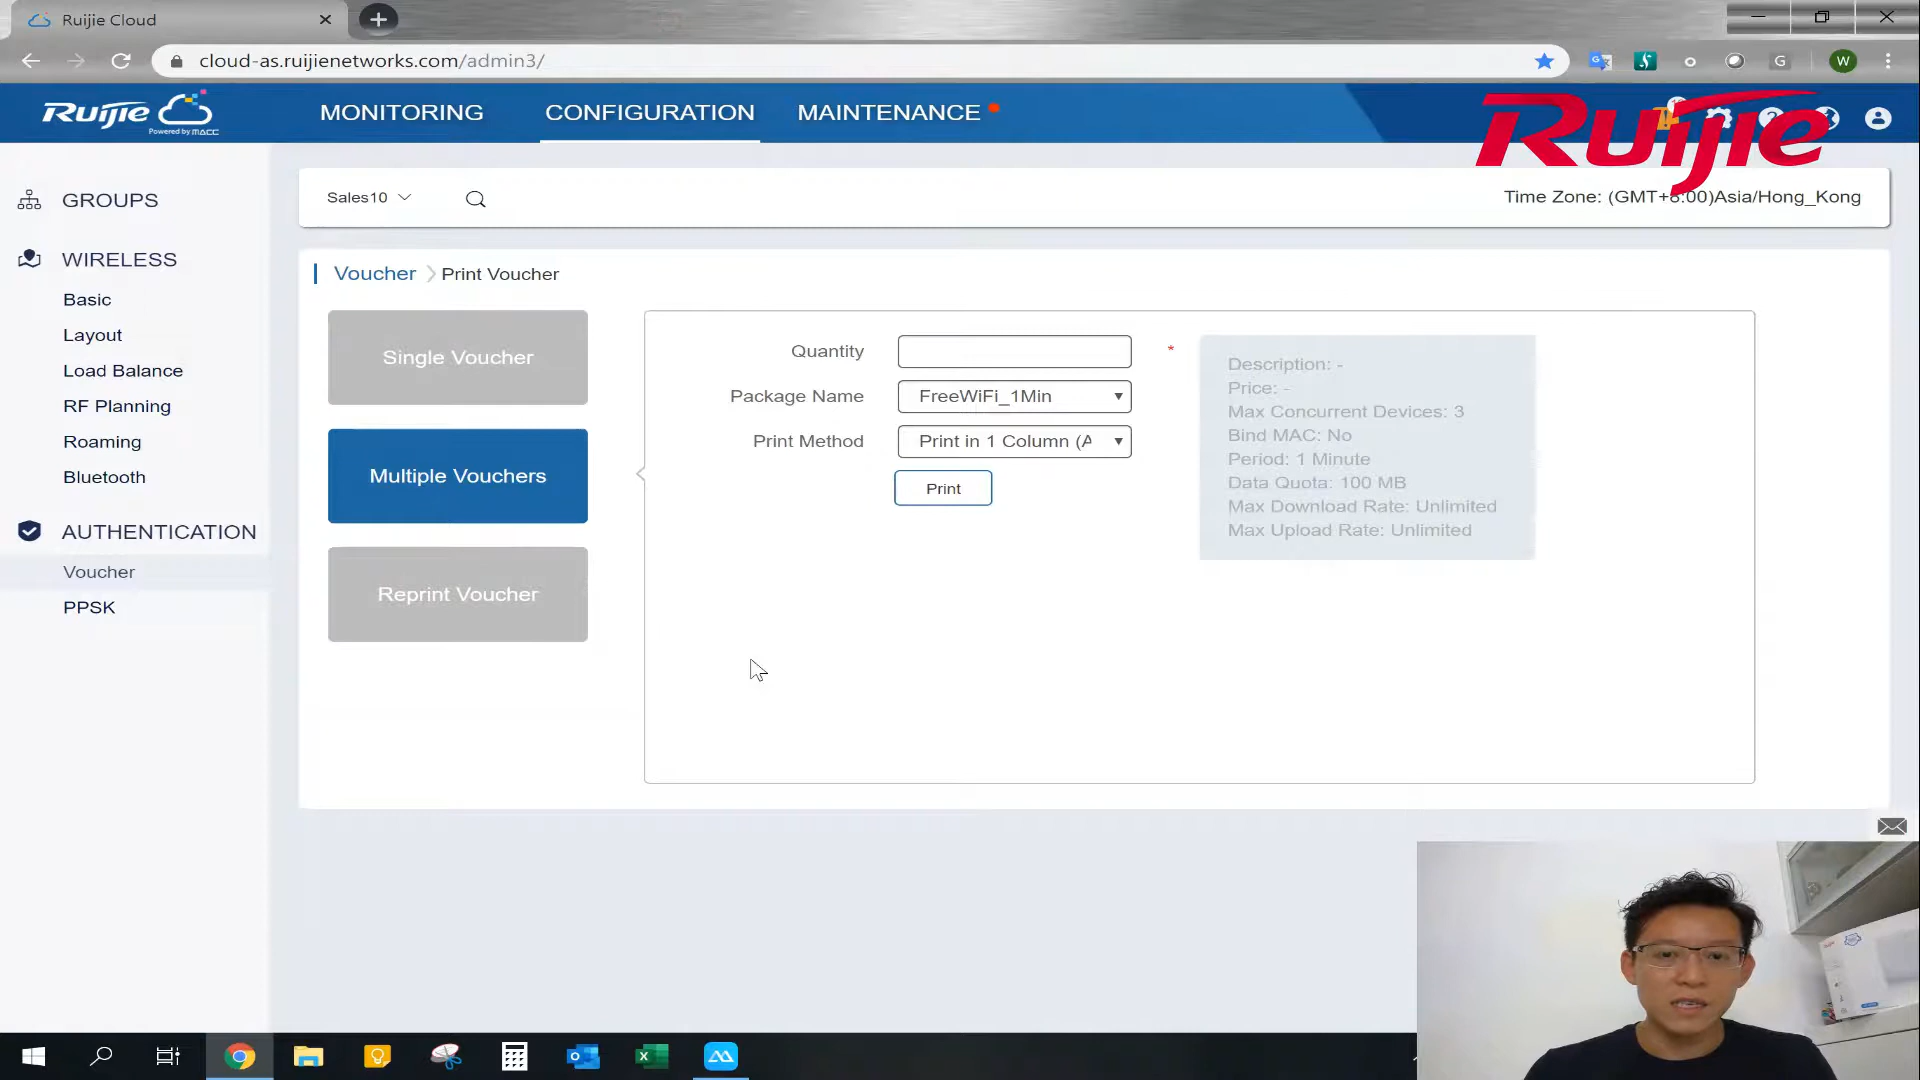 Ruijie Cloud
cloud-as.ruijienetworks.com/admin3/
G
W
Ruijie
Powered by MACC
MONITORING
CONFIGURATION
MAINTENANCE
Ruijie
GROUPS
WIRELESS
Basic
Layout
Load Balance
RF Planning
Roaming
Bluetooth
AUTHENTICATION
Voucher
PPSK
Sales10
Time Zone: (GMT+8:00)Asia/Hong_Kong
Voucher
Print Voucher
Single Voucher
Multiple Vouchers
Reprint Voucher
Quantity
*
Package Name
FreeWiFi_1Min
Print Method
Print in 1 Column (A
Print
Description: -
Price: -
Max Concurrent Devices: 3
Bind MAC: No
Period: 1 Minute
Data Quota: 100 MB
Max Download Rate: Unlimited
Max Upload Rate: Unlimited